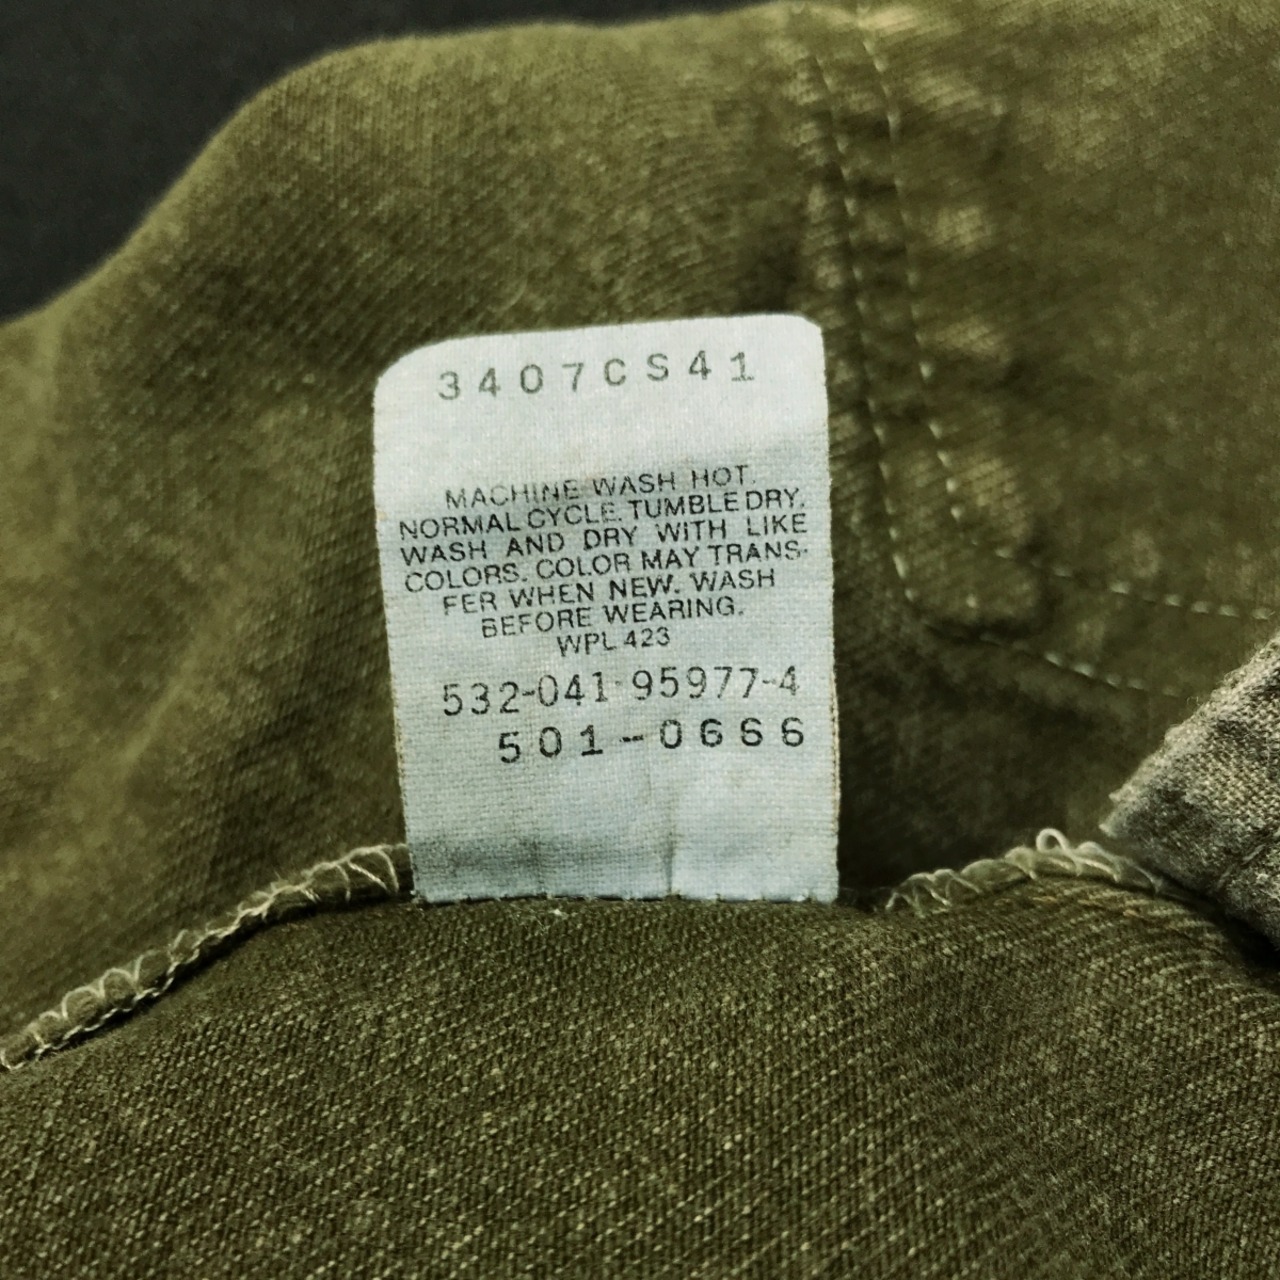 3407CS41
MACHINE WASH HOT.
NORMAL CYCLE. TUMBLE DRY.
WASH AND DRY WITH LIKE
COLORS. COLOR MAY TRANS-
FER WHEN NEW. WASH
BEFORE WEARING.
WPL 423
532-041-95977-4
501-0666